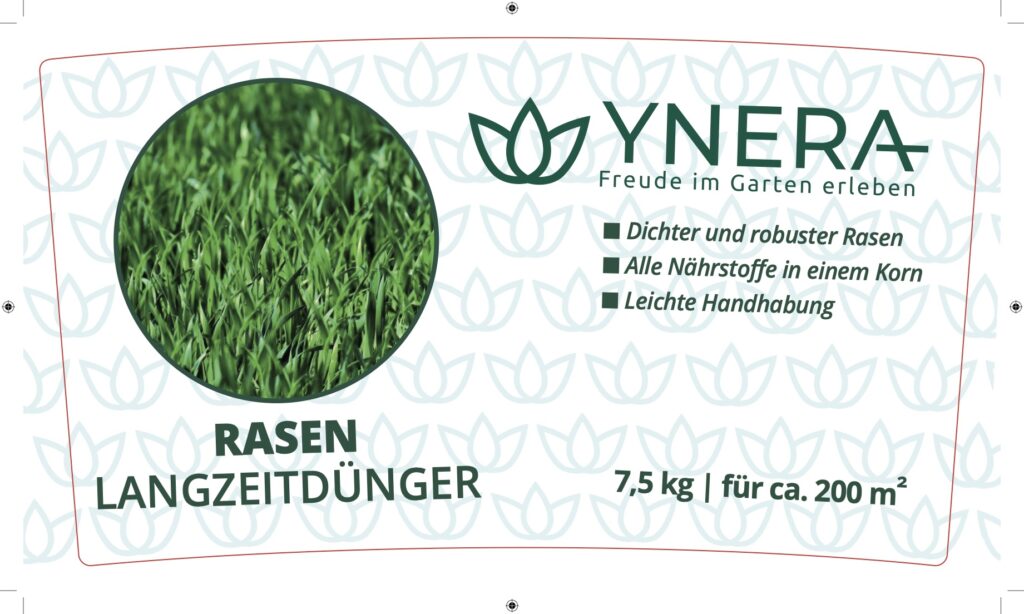 YNERA
Freude im Garten erleben
■ Dichter und robuster Rasen
■ Alle Nährstoffe in einem Korn
■ Leichte Handhabung
RASEN
LANGZEITDÜNGER
7,5 kg | für ca. 200 m²